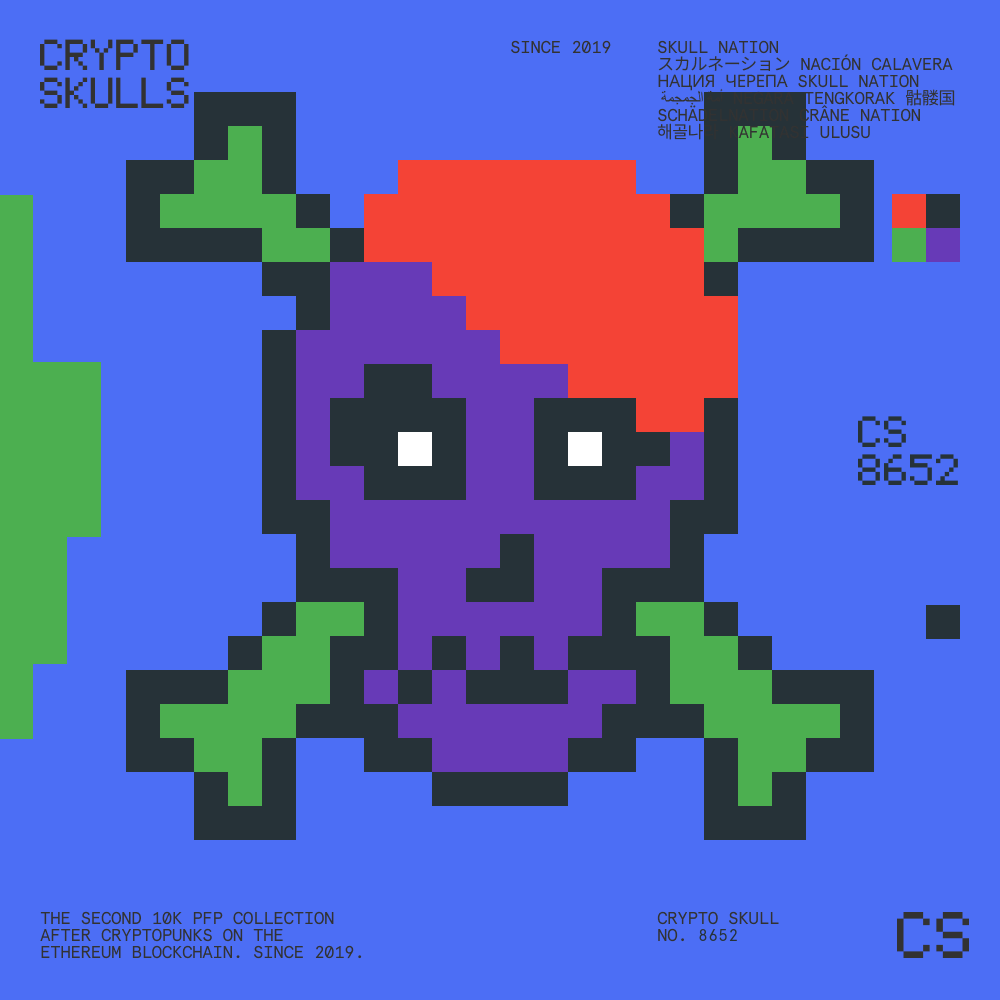 CRYPTO
SKULLS
SINCE 2019
SKULL NATION
スカルネーション NACIÓN CALAVERA
НАЦИЯ ЧЕРЕПА SKULL NATION
TENGKORAK 骷髅国
CRÂNE NATION
ULUSU
CS
8652
THE SECOND 10K PFP COLLECTION
AFTER CRYPTOPUNKS ON THE
ETHEREUM BLOCKCHAIN. SINCE 2019.
CRYPTO SKULL
NO. 8652
CS